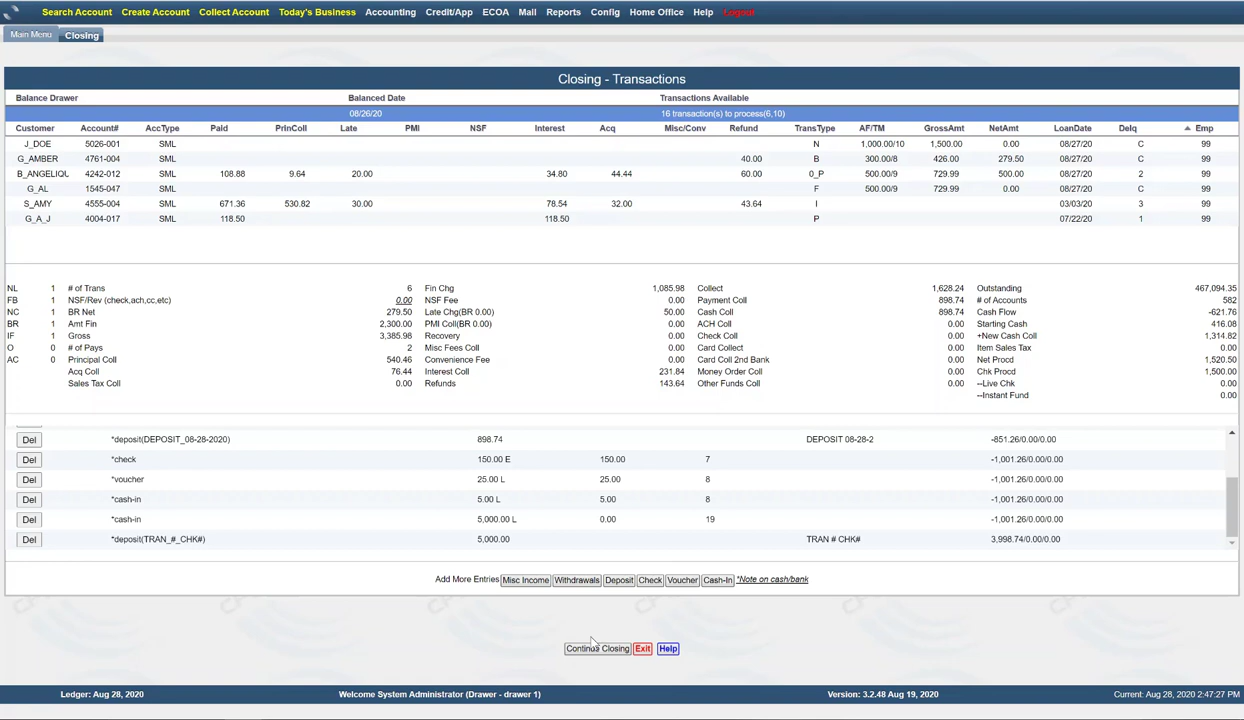 Search Account Create Account Collect Account Today's Business Accounting Credit/App ECOA Mail Reports Config Home Office Help Logout
Main Menu Closing
Closing - Transactions
Balance Drawer Balanced Date Transactions Available
08/26/20 16 transaction(s) to process(6,10)
Customer Account# AccType Paid PrinColl Late PMI NSF Interest Acq Misc/Conv Refund TransType AF/TM GrossAmt NetAmt LoanDate Delq Emp
J_DOE 5026-001 SML N 1,000.00/10 1,500.00 0.00 08/27/20 C 99
G_AMBER 4761-004 SML 40.00 B 300.00/8 426.00 279.50 08/27/20 C 99
B_ANGELIQU 4242-012 SML 108.88 9.64 20.00 34.80 44.44 60.00 0_P 500.00/9 729.99 500.00 08/27/20 2 99
G_AL 1545-047 SML F 500.00/9 729.99 0.00 08/27/20 C 99
S_AMY 4555-004 SML 671.36 530.82 30.00 78.54 32.00 43.64 I 03/03/20 3 99
G_A_J 4004-017 SML 118.50 118.50 P 07/22/20 1 99
NL 1 # of Trans 6 Fin Chg 1,085.98 Collect 1,628.24 Outstanding 467,094.35
FB 1 NSF/Rev (check,ach,cc,etc) 0.00 NSF Fee 0.00 Payment Coll 898.74 # of Accounts 582
NC 1 BR Net 279.50 Late Chg(BR 0.00) 50.00 Cash Coll 898.74 Cash Flow -621.76
BR 1 Amt Fin 2,300.00 PMI Coll(BR 0.00) 0.00 ACH Coll 0.00 Starting Cash 416.08
IF 1 Gross 3,385.98 Recovery 0.00 Check Coll 0.00 +New Cash Coll 1,314.82
O 0 # of Pays 2 Misc Fees Coll 0.00 Card Collect 0.00 Item Sales Tax 0.00
AC 0 Principal Coll 540.46 Convenience Fee 0.00 Card Coll 2nd Bank 0.00 Net Procd 1,520.50
Acq Coll 76.44 Interest Coll 231.84 Money Order Coll 0.00 Chk Procd 1,500.00
Sales Tax Coll 0.00 Refunds 143.64 Other Funds Coll 0.00 --Live Chk 0.00
--Instant Fund 0.00
Del *deposit(DEPOSIT_08-28-2020) 898.74 DEPOSIT 08-28-2 -851.26/0.00/0.00
Del *check 150.00 E 150.00 7 -1,001.26/0.00/0.00
Del *voucher 25.00 L 25.00 8 -1,001.26/0.00/0.00
Del *cash-in 5.00 L 5.00 8 -1,001.26/0.00/0.00
Del *cash-in 5,000.00 L 0.00 19 -1,001.26/0.00/0.00
Del *deposit(TRAN_#_CHK#) 5,000.00 TRAN # CHK# 3,998.74/0.00/0.00
Add More Entries Misc Income Withdrawals Deposit Check Voucher Cash-In *Note on cash/bank
Continue Closing Exit Help
Ledger: Aug 28, 2020 Welcome System Administrator (Drawer - drawer 1) Version: 3.2.48 Aug 19, 2020 Current: Aug 28, 2020 2:47:27 PM